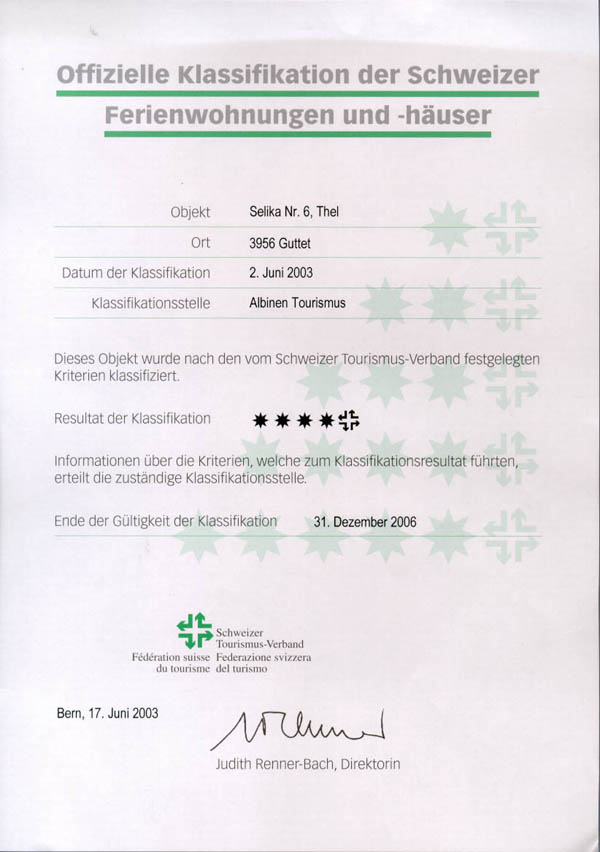 Offizielle Klassifikation der Schweizer
Ferienwohnungen und -häuser
Objekt Selika Nr. 6, Thel
Ort 3956 Guttet
Datum der Klassifikation 2. Juni 2003
Klassifikationsstelle Albinen Tourismus
Dieses Objekt wurde nach den vom Schweizer Tourismus-Verband festgelegten
Kriterien klassifiziert.
Resultat der Klassifikation
Informationen über die Kriterien, welche zum Klassifikationsresultat führten,
erteilt die zuständige Klassifikationsstelle.
Ende der Gültigkeit der Klassifikation 31. Dezember 2006
Schweizer
Tourismus-Verband
Fédération suisse Federazione svizzera
du tourisme del turismo
Bern, 17. Juni 2003
Judith Renner-Bach, Direktorin